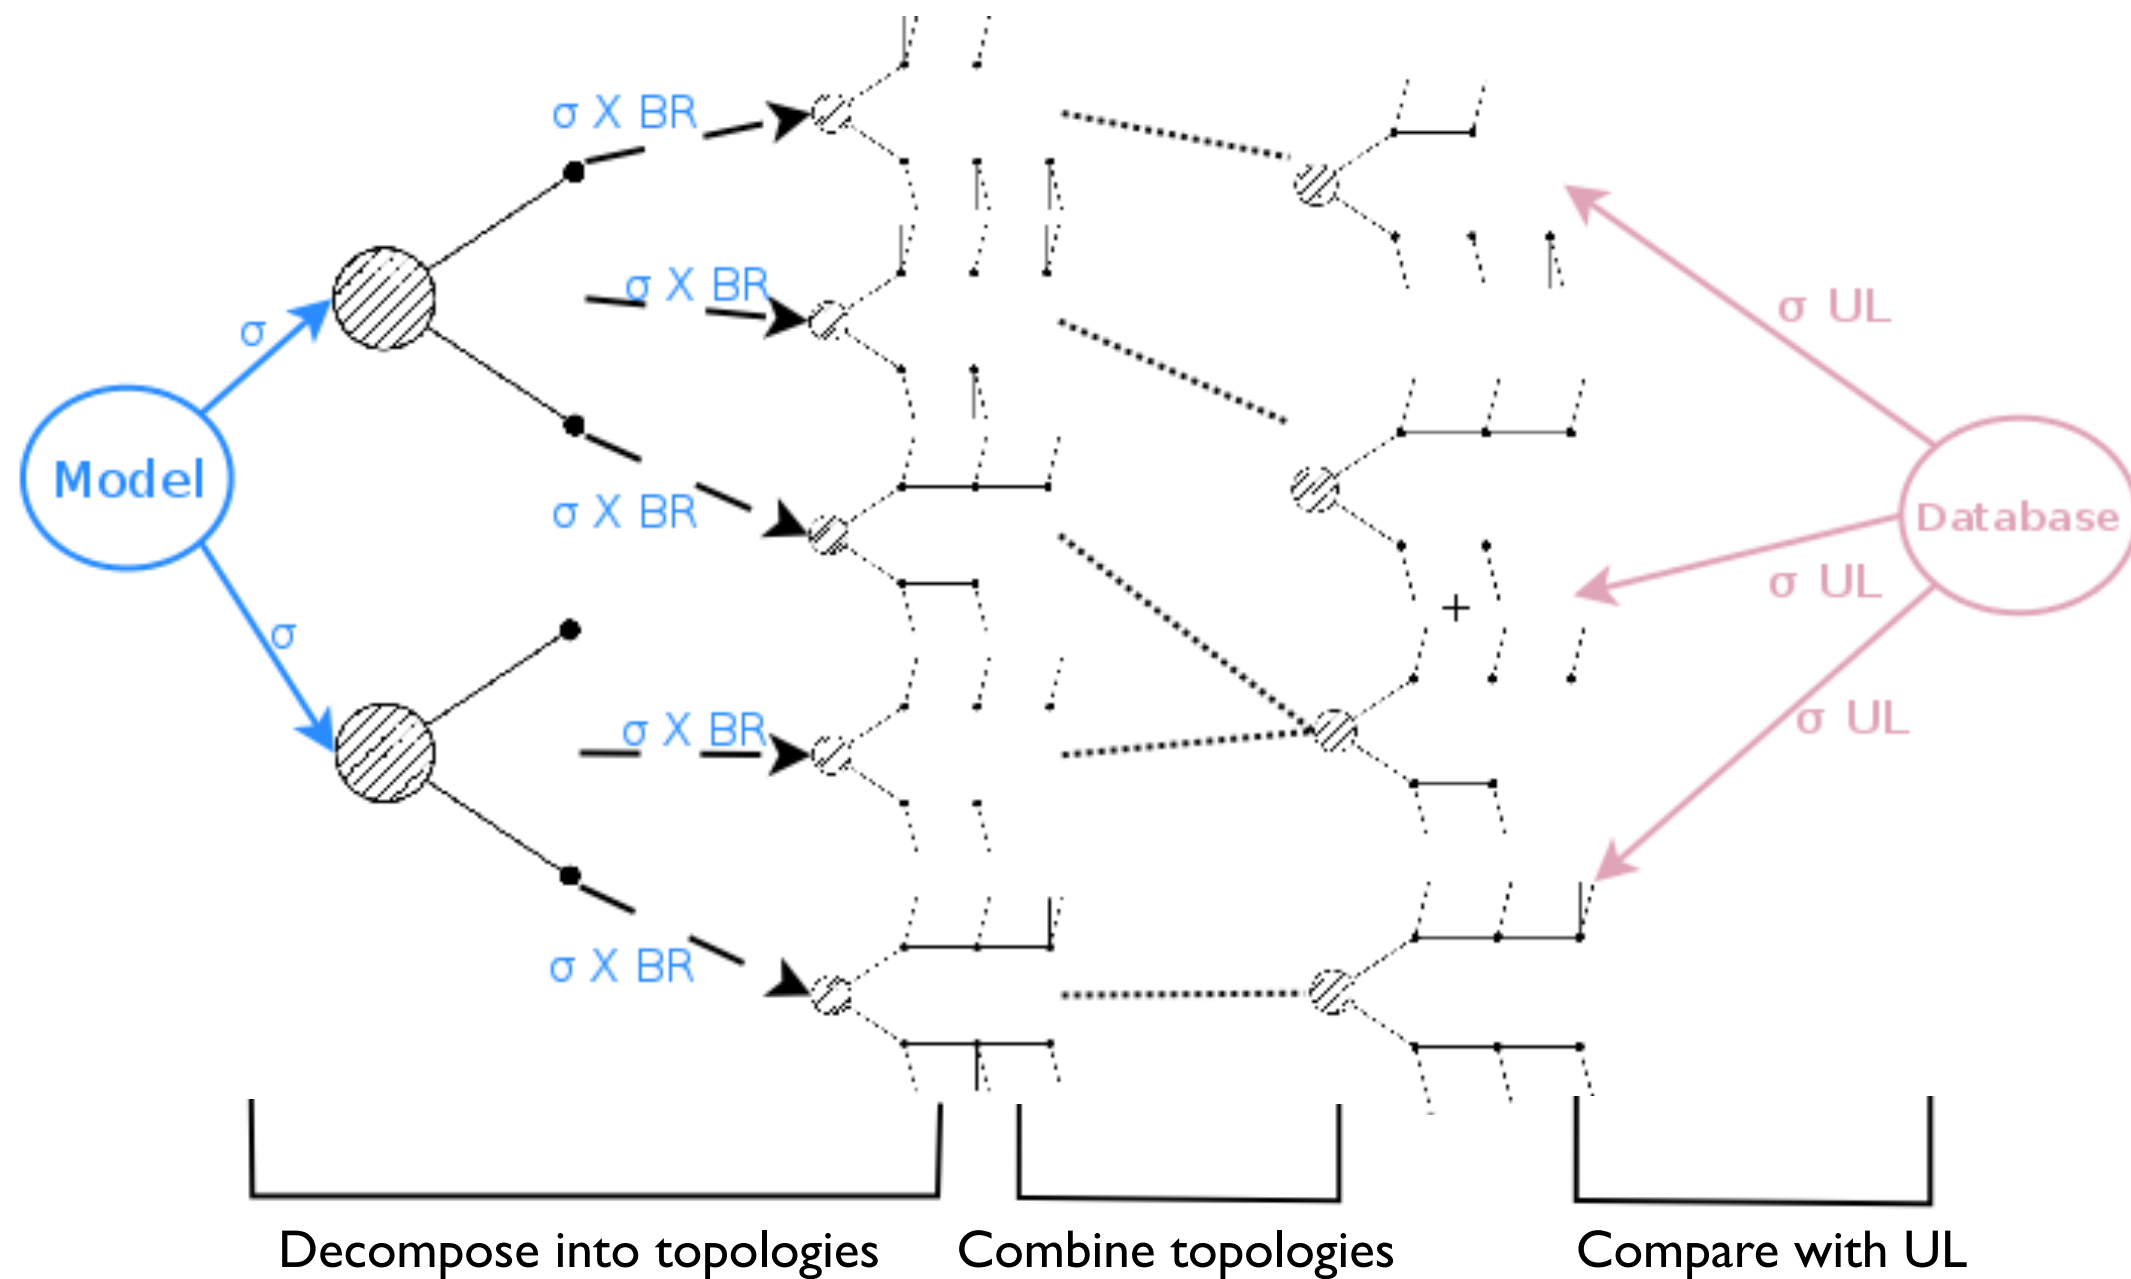 σ X BR
σ X BR
σ UL
σ
Model
σ X BR
Database
σ UL
σ
+
σ X BR
σ UL
σ X BR
Decompose into topologies
Combine topologies
Compare with UL